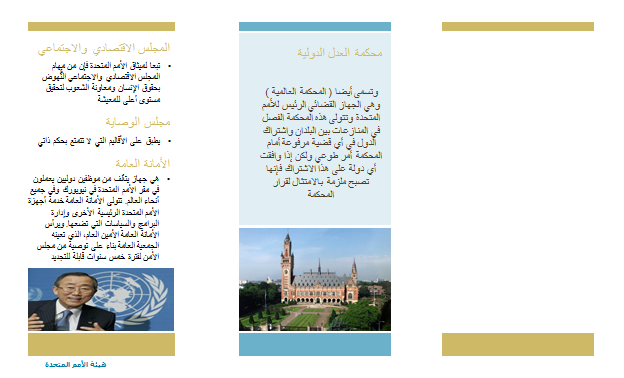 المجلس الاقتصادي والاجتماعي
• تبعا لميثاق الأمم المتحدة فإن من مهام
المجلس الاقتصادي والاجتماعي النهوض
بحقوق الإنسان ومعاونة الشعوب لتحقيق
مستوى أعلى للمعيشة
مجلس الوصاية
• يطبق على الأقاليم التي لا تتمتع بحكم ذاتي
الأمانة العامة
• هي جهاز يتألف من موظفين دوليين يعملون
في مقر الأمم المتحدة في نيويورك وفي جميع
أنحاء العالم. تتولى الأمانة العامة خدمة أجهزة
الأمم المتحدة الرئيسية الأخرى وإدارة
البرامج والسياسات التي تضعها. ويرأس
الأمانة العامة الأمين العام، الذي تعينه
الجمعية العامة بناء على توصية من مجلس
الأمن لفترة خمس سنوات قابلة للتجديد
هيئة الأمم المتحدة
محكمة العدل الدولية
وتسمى أيضا ( المحكمة العالمية )
وهي الجهاز القضائي الرئيس للأمم
المتحدة وتتولى هذه المحكمة الفصل
في المنازعات بين البلدان واشتراك
الدول في أي قضية مرفوعة أمام
المحكمة أمر طوعي ولكن إذا وافقت
أي دولة على هذا الاشتراك فإنها
تصبح ملزمة بالامتثال لقرار
المحكمة